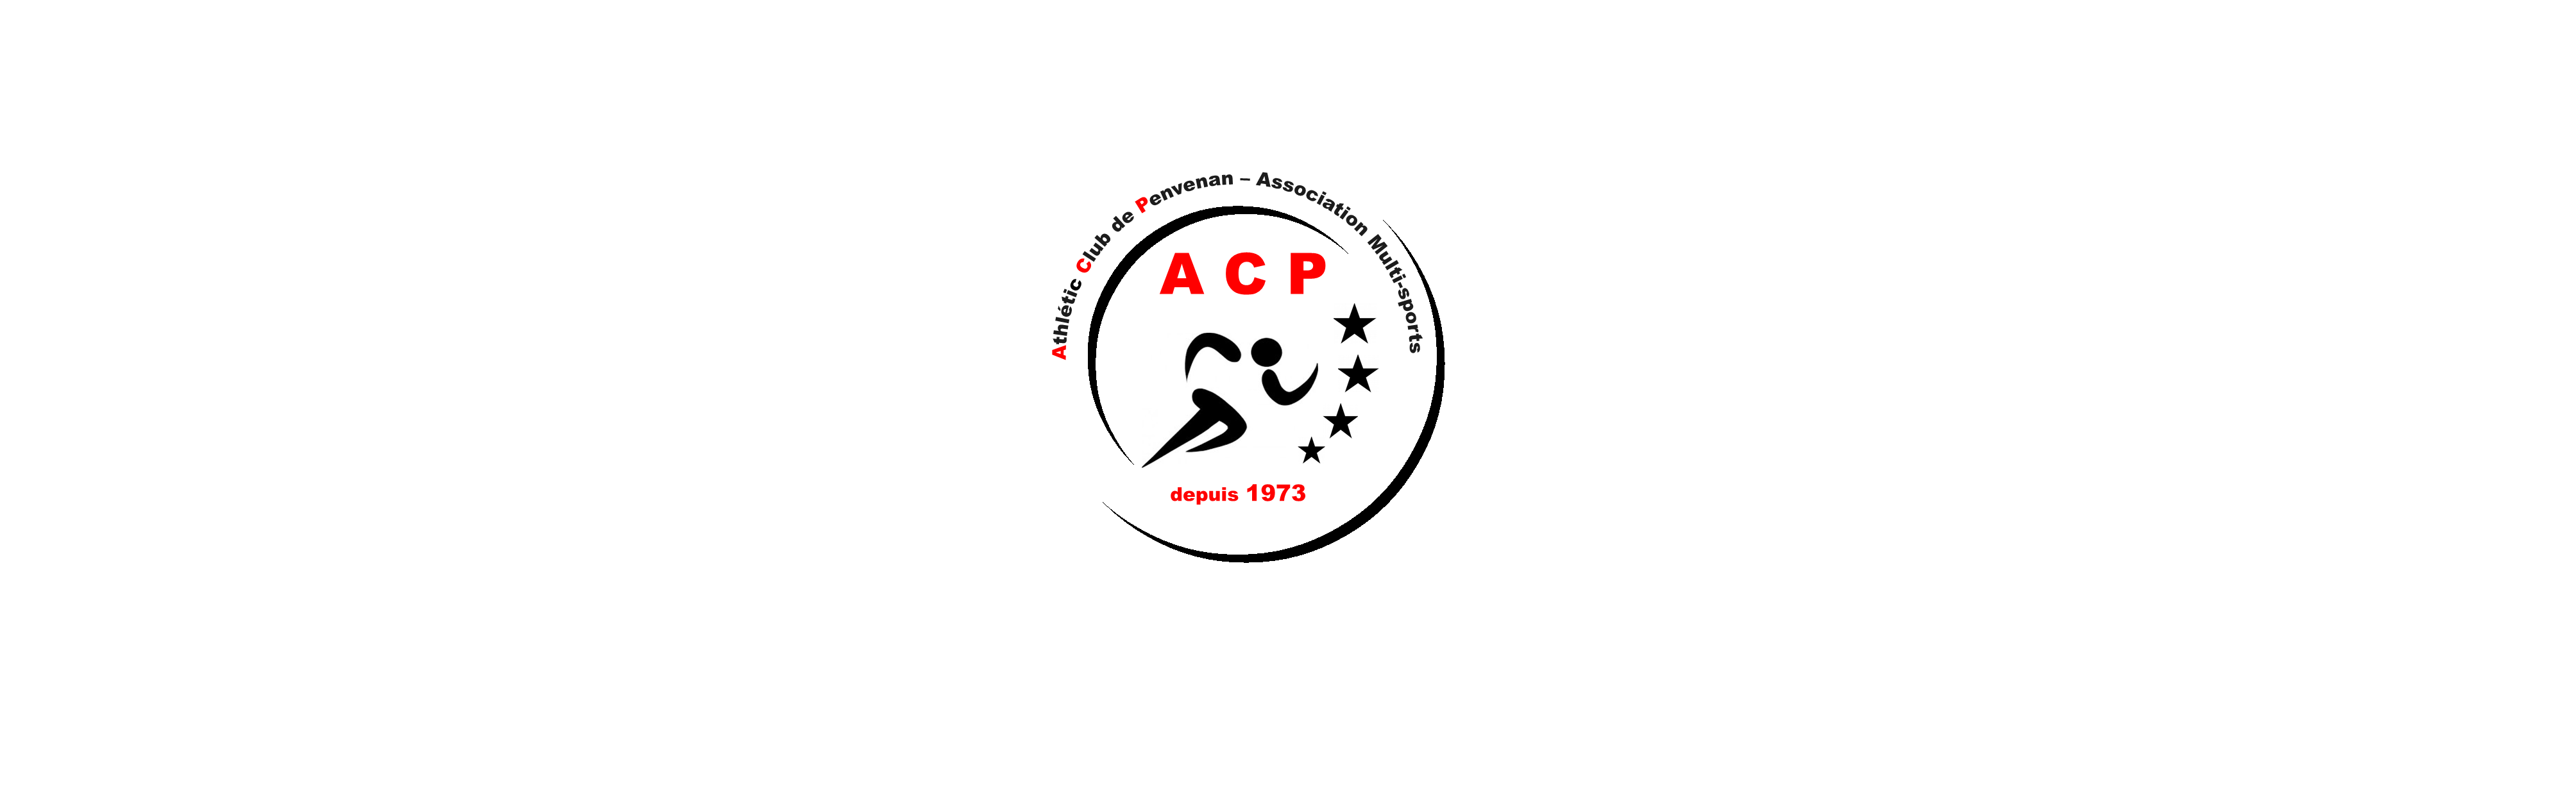 Athlétic Club de Penvenan – Association Multi-sports
A C P
depuis 1973